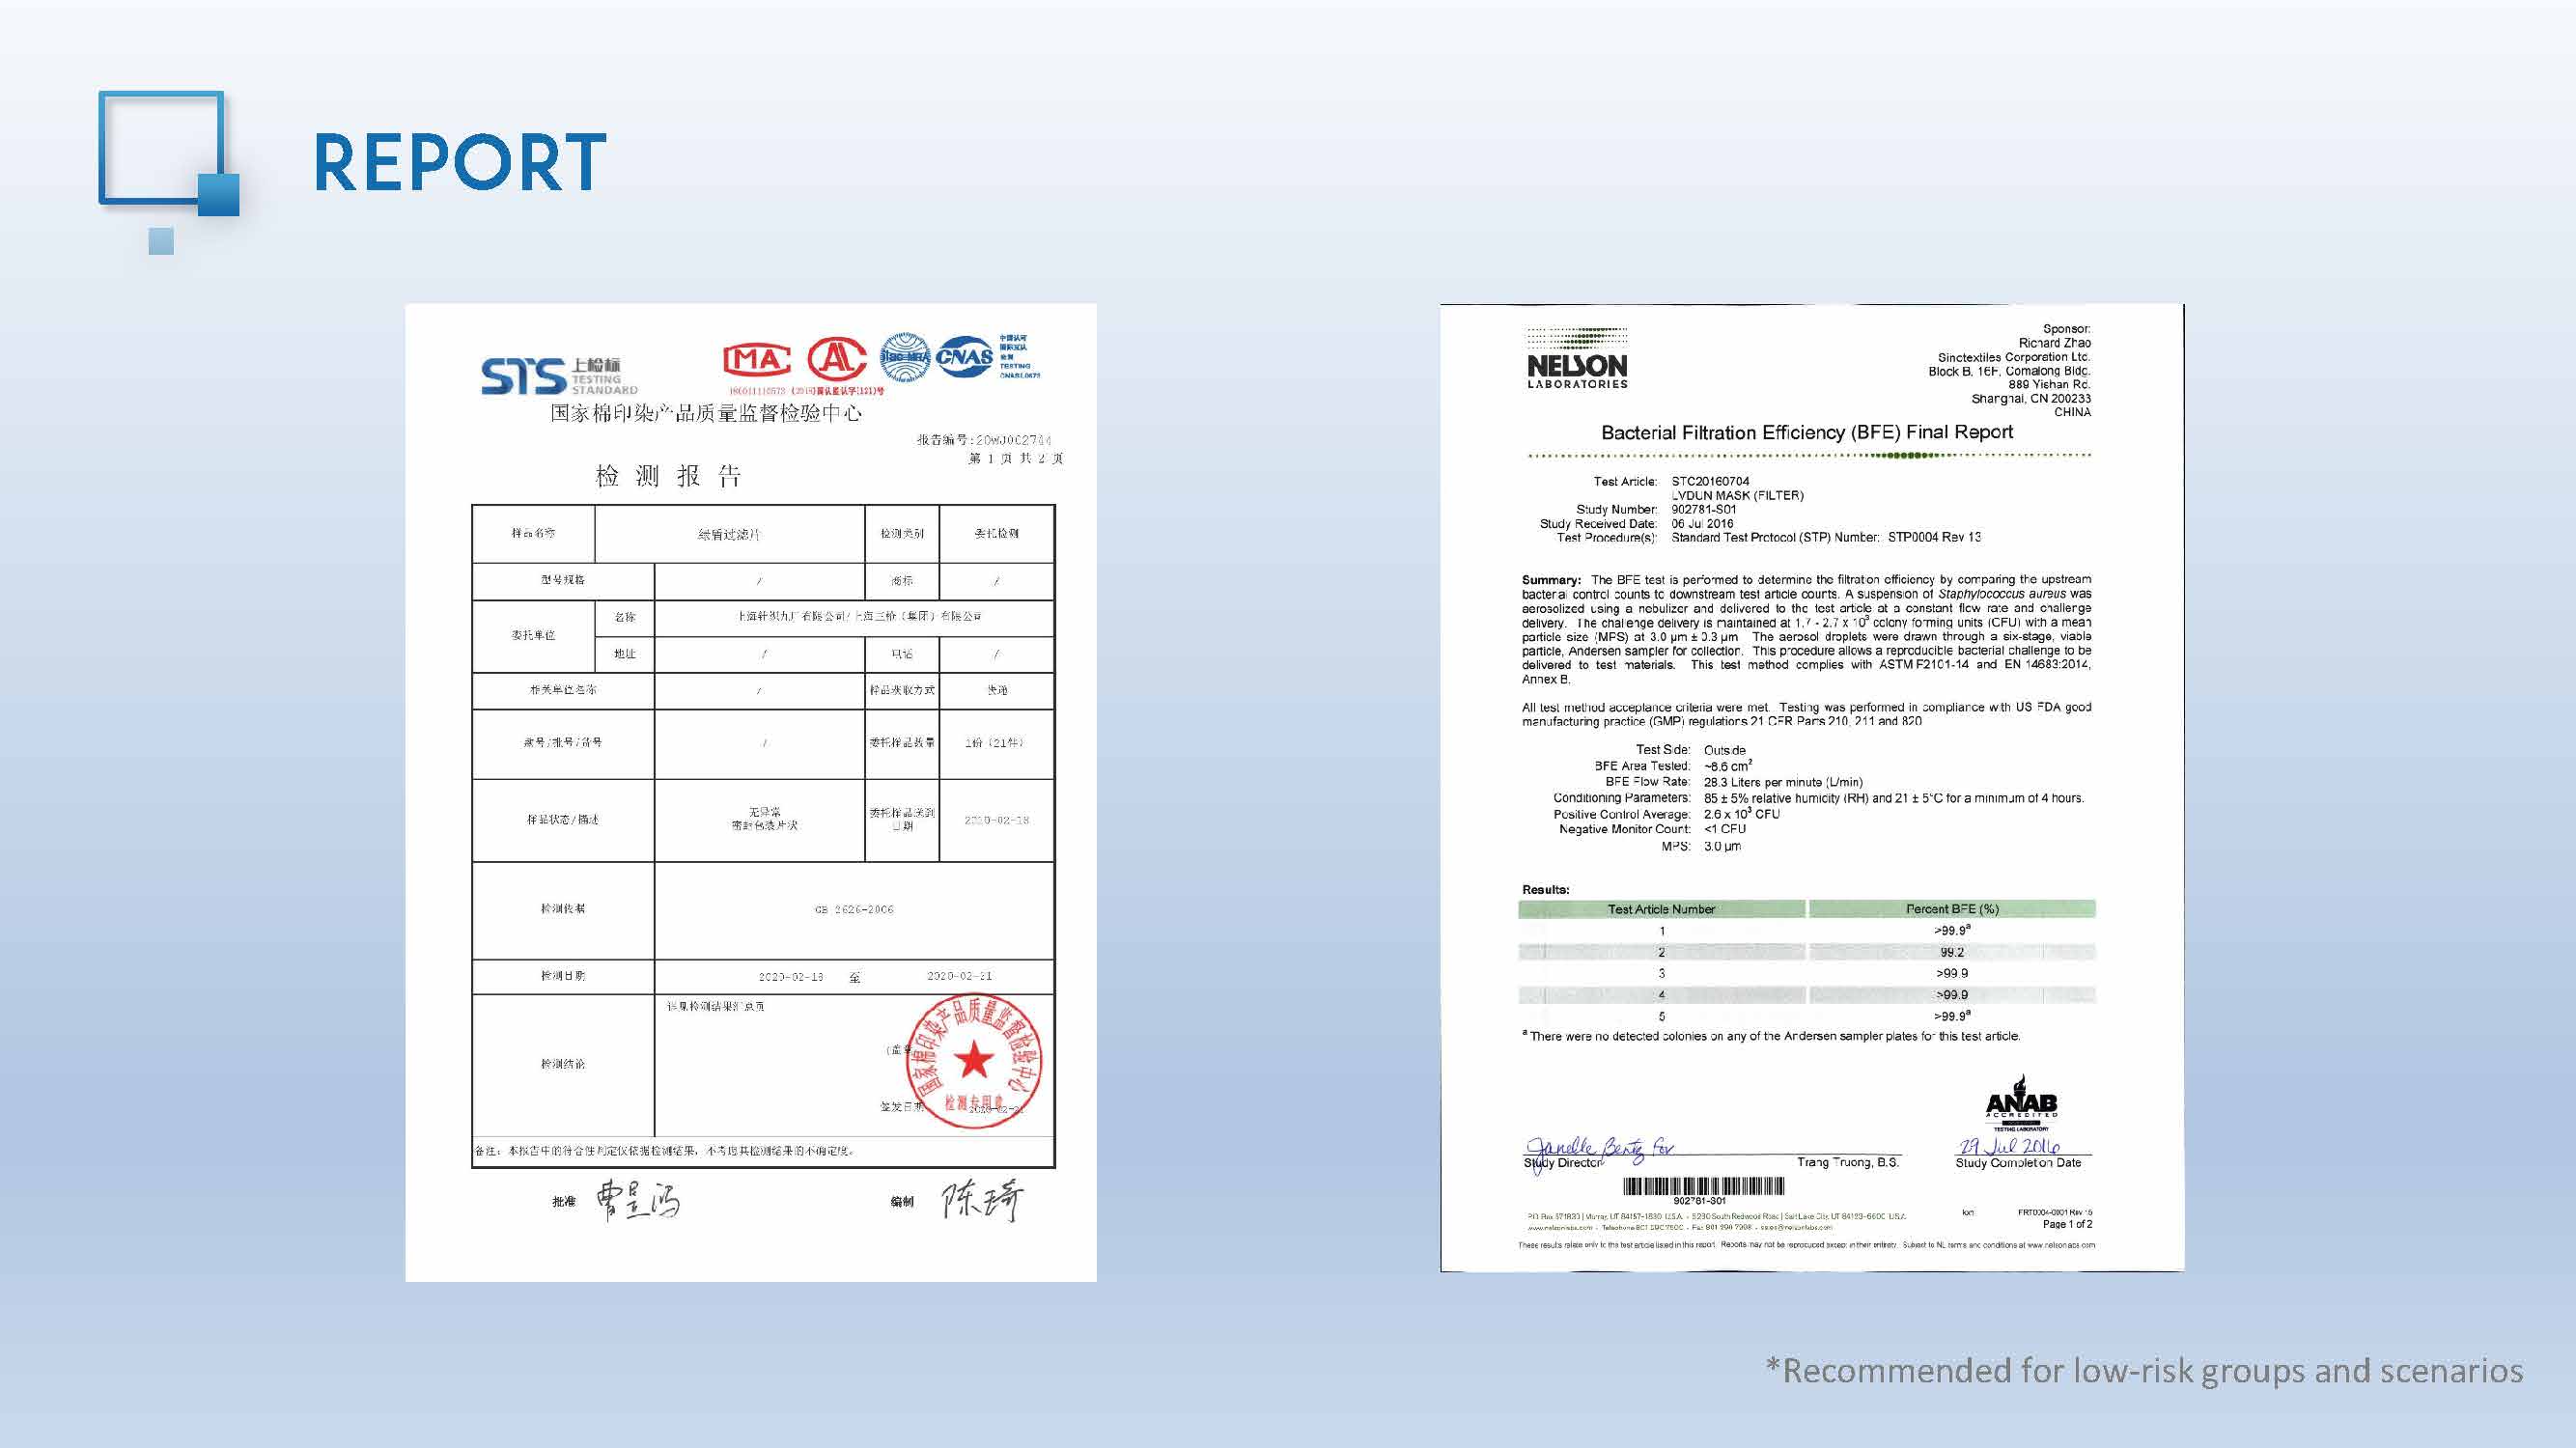 REPORT
STS 上检标
TESTING
STANDARD
MA
AL
ilac-MRA
CNAS
中国认可
国际互认
检测
TESTING
国家棉印染产品质量监督检验中心
报告编号:20WJ002744
第 1 页 共 2 页
检 测 报 告
样品名称 绿盾过滤片 检测类别 委托检测
型号规格 / 商标 /
委托单位 名称 上海针织九厂有限公司/上海三枪（集团）有限公司
地址 / 电话 /
相关单位名称 / 样品获取方式 快递
款号/批号/货号 / 委托样品数量 1份（21件）
样品状态/描述 无异常
密封包装片状
委托样品送到
日期
检测依据 GB 2626-2006
检测日期 2020-02-18 至 2020-02-21
检测结论 详见检测结果汇总页
签发日期
国家棉印染产品质量监督检验中心
检测专用章
备注：本报告中的符合性判定仅依据检测结果，不考虑其检测结果的不确定度。
批准 编制 陈琦
NELSON
LABORATORIES
Sponsor:
Richard Zhao
Sinotextiles Corporation Ltd.
Block B, 16F, Comalong Bldg.
889 Yishan Rd.
Shanghai, CN 200233
CHINA
Bacterial Filtration Efficiency (BFE) Final Report
Test Article: STC20160704
LVDUN MASK (FILTER)
Study Number: 902781-S01
Study Received Date: 06 Jul 2016
Test Procedure(s): Standard Test Protocol (STP) Number: STP0004 Rev 13
Summary: The BFE test is performed to determine the filtration efficiency by comparing the upstream
bacterial control counts to downstream test article counts. A suspension of Staphylococcus aureus was
aerosolized using a nebulizer and delivered to the test article at a constant flow rate and challenge
delivery. The challenge delivery is maintained at 1.7 - 2.7 x 10³ colony forming units (CFU) with a mean
particle size (MPS) at 3.0 µm ± 0.3 µm. The aerosol droplets were drawn through a six-stage, viable
particle, Andersen sampler for collection. This procedure allows a reproducible bacterial challenge to be
delivered to test materials. This test method complies with ASTM F2101-14 and EN 14683:2014,
Annex B.
All test method acceptance criteria were met. Testing was performed in compliance with US FDA good
manufacturing practice (GMP) regulations 21 CFR Parts 210, 211 and 820
Test Side: Outside
BFE Area Tested: ~8.6 cm²
BFE Flow Rate: 28.3 Liters per minute (L/min)
Conditioning Parameters: 85 ± 5% relative humidity (RH) and 21 ± 5°C for a minimum of 4 hours.
Positive Control Average: 2.6 x 10³ CFU
Negative Monitor Count: <1 CFU
MPS: 3.0 µm
Results:
Test Article Number Percent BFE (%)
1 >99.9ª
2 99.2
3 >99.9
4 >99.9
5 >99.9ª
ª There were no detected colonies on any of the Andersen sampler plates for this test article.
ANAB
ACCREDITED
TESTING LABORATORY
Janelle Bentz for 29 Jul 2016
Study Director Trang Truong, B.S. Study Completion Date
902781-S01
FRT0004-0001 Rev 15
Page 1 of 2
These results relate only to the test article listed in this report. Reports may not be reproduced except in their entirety. Subject to NL terms and conditions at www.nelsonlabs.com
*Recommended for low-risk groups and scenarios